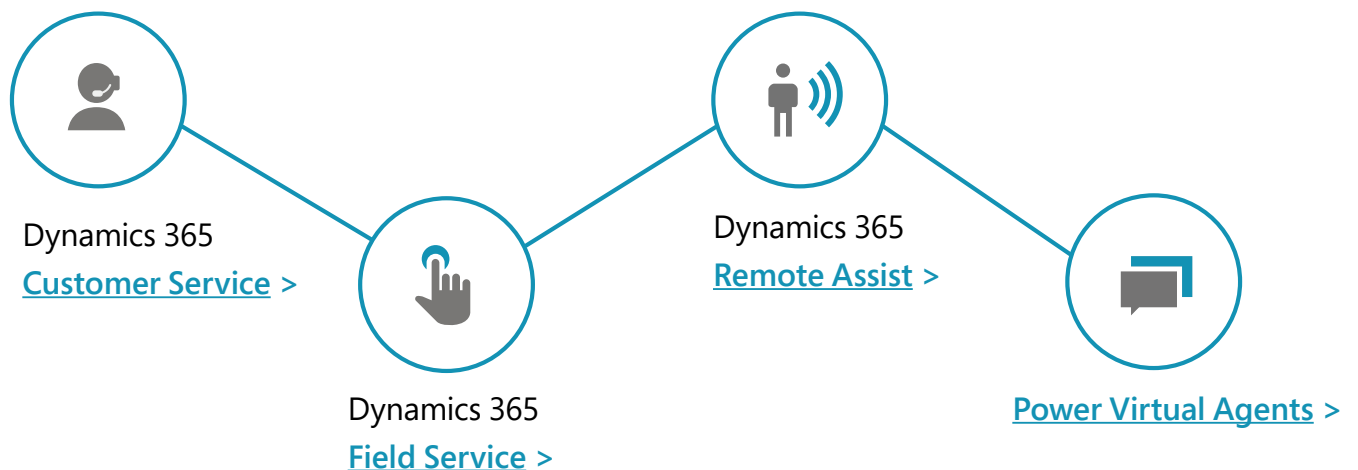 Dynamics 365
Customer Service >
Dynamics 365
Field Service >
Dynamics 365
Remote Assist >
Power Virtual Agents >